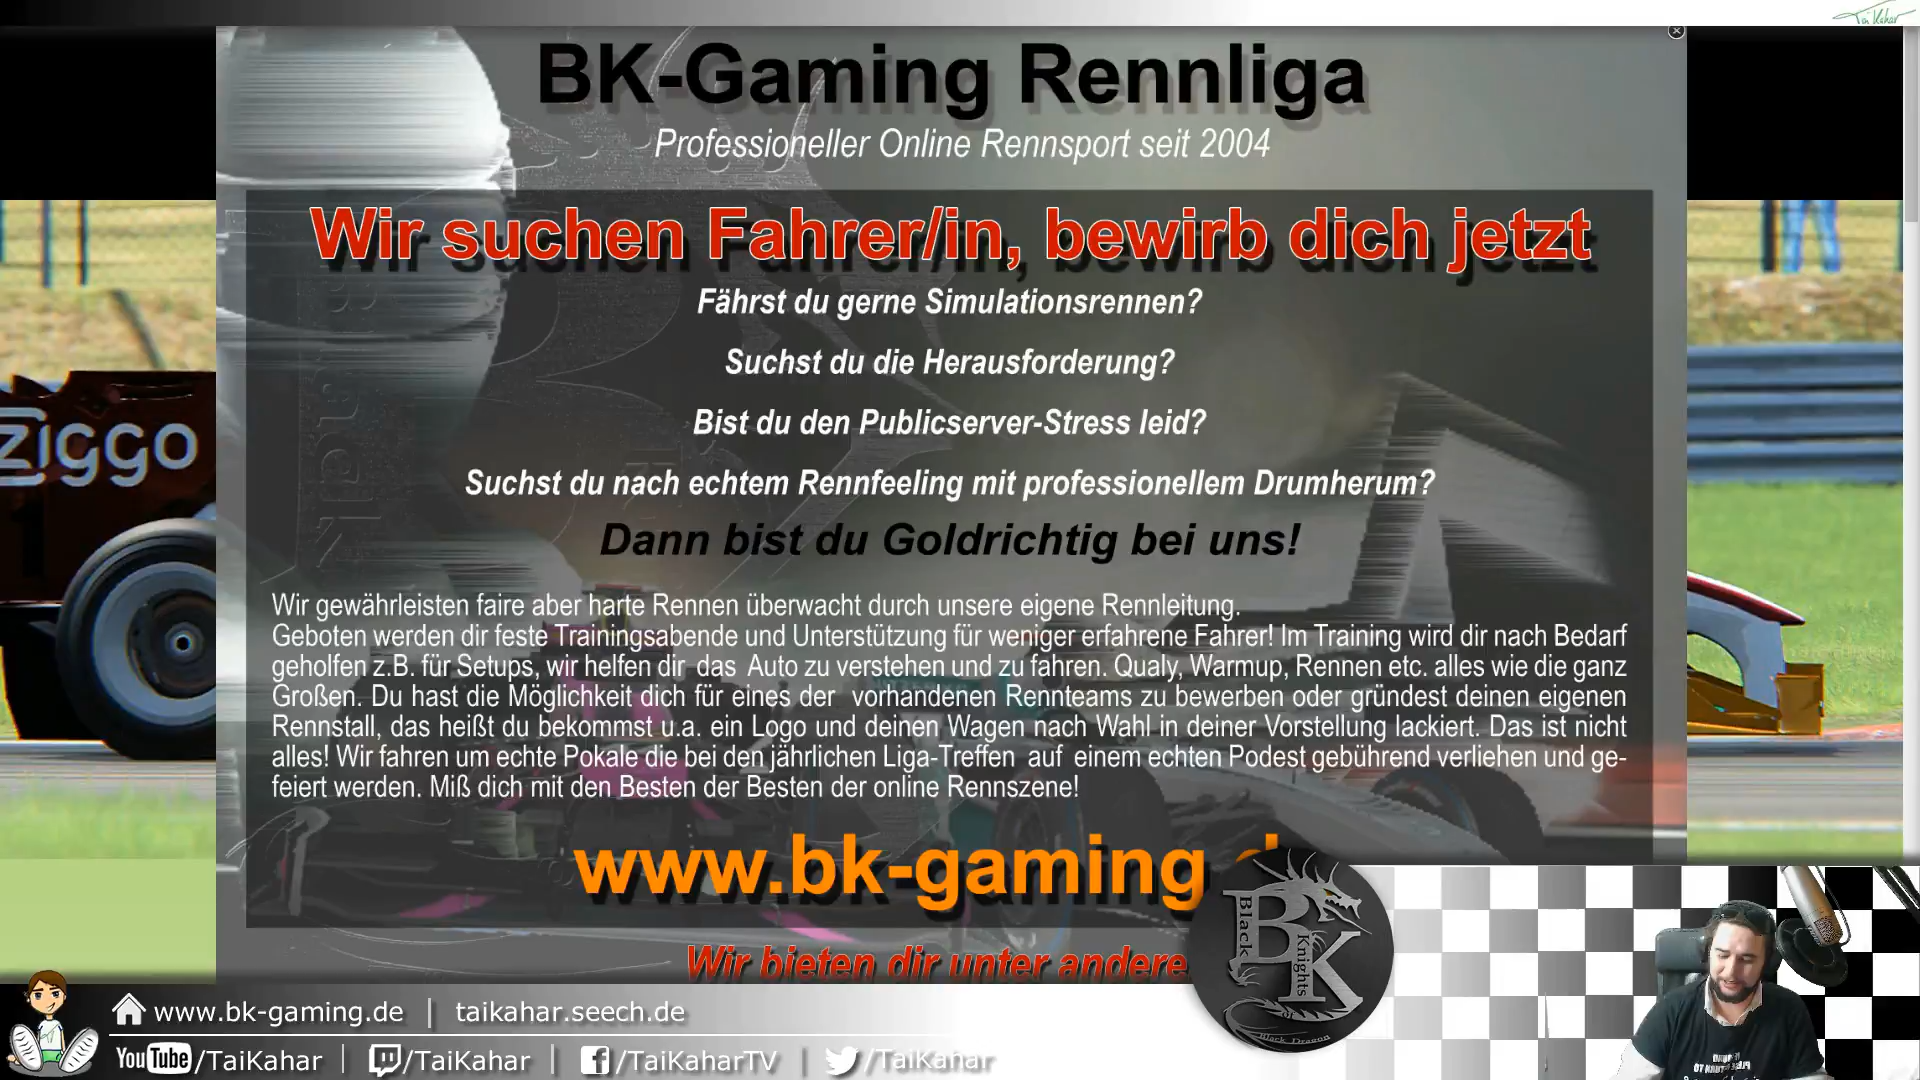 Tai Kahar
BK-Gaming Rennliga
Professioneller Online Rennsport seit 2004
Wir suchen Fahrer/in, bewirb dich jetzt
Fährst du gerne Simulationsrennen?
Suchst du die Herausforderung?
Bist du den Publicserver-Stress leid?
Suchst du nach echtem Rennfeeling mit professionellem Drumherum?
Dann bist du Goldrichtig bei uns!
Wir gewährleisten faire aber harte Rennen überwacht durch unsere eigene Rennleitung.
Geboten werden dir feste Trainingsabende und Unterstützung für weniger erfahrene Fahrer! Im Training wird dir nach Bedarf
geholfen z.B. für Setups, wir helfen dir das Auto zu verstehen und zu fahren. Qualy, Warmup, Rennen etc. alles wie die ganz
Großen. Du hast die Möglichkeit dich für eines der vorhandenen Rennteams zu bewerben oder gründest deinen eigenen
Rennstall, das heißt du bekommst u.a. ein Logo und deinen Wagen nach Wahl in deiner Vorstellung lackiert. Das ist nicht
alles! Wir fahren um echte Pokale die bei den jährlichen Liga-Treffen auf einem echten Podest gebührend verliehen und ge-
feiert werden. Miß dich mit den Besten der Besten der online Rennszene!
www.bk-gaming.d
Wir bieten dir unter andere
ziggo
BK
Black
Knights
Black Dragon
www.bk-gaming.de | taikahar.seech.de
YouTube/TaiKahar | /TaiKahar | /TaiKaharTV | /TaiKahar